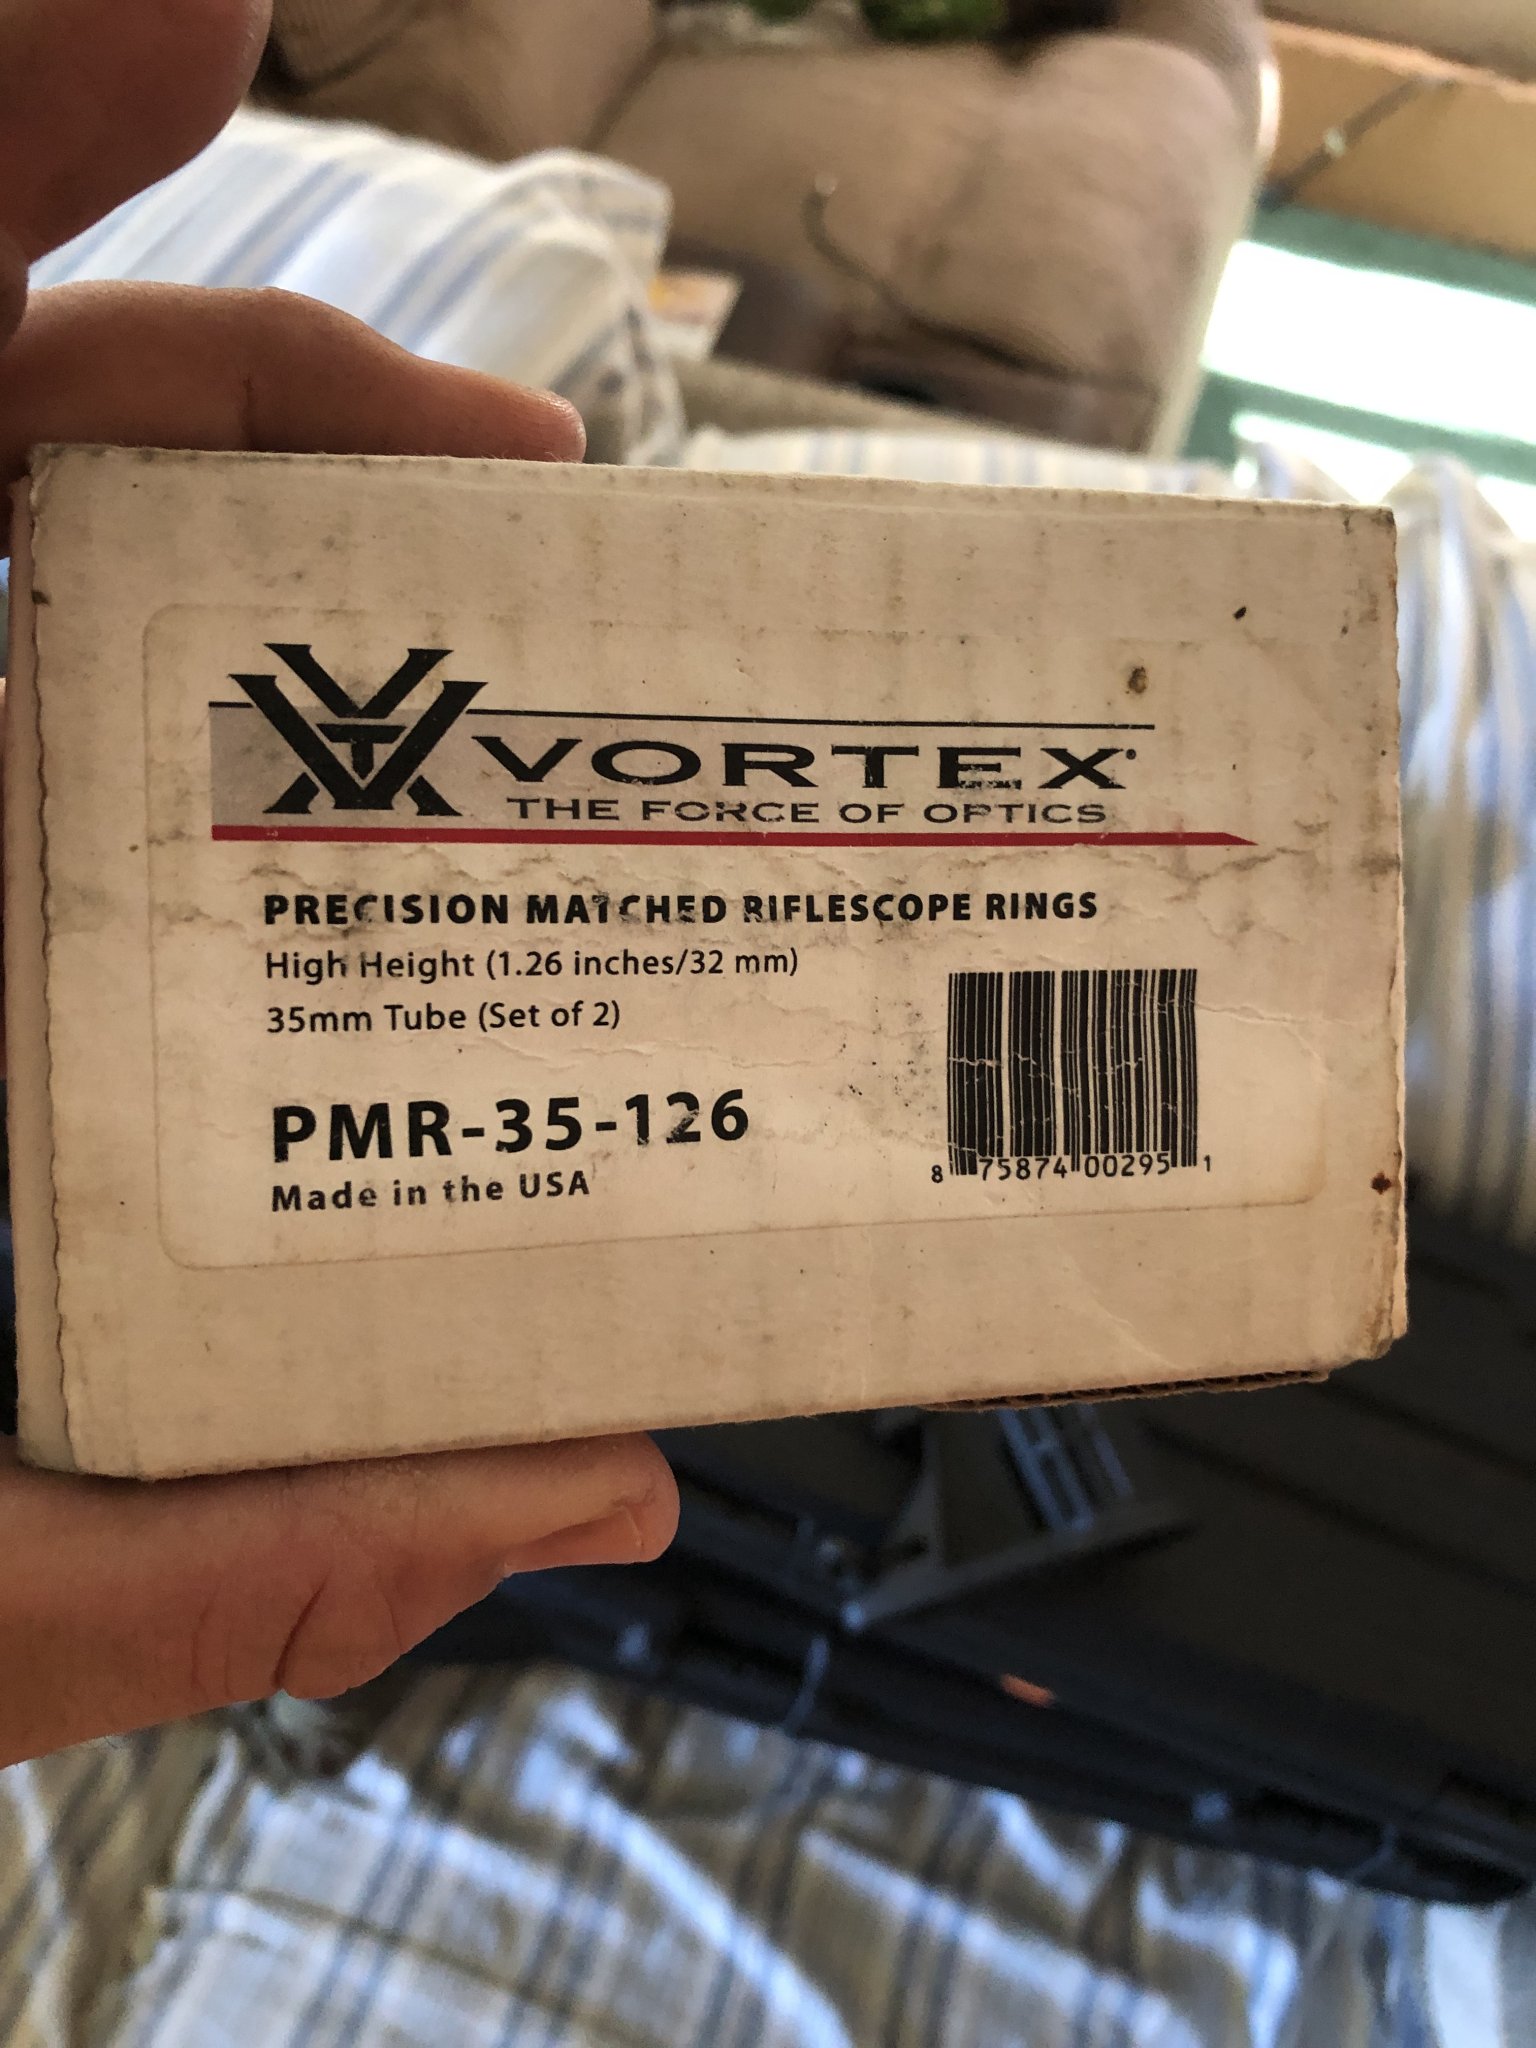 VORTEX
THE FORCE OF OPTICS
PRECISION MATCHED RIFLESCOPE RINGS
High Height (1.26 inches/32 mm)
35mm Tube (Set of 2)
PMR-35-126
Made in the USA
8 75874 00295 1